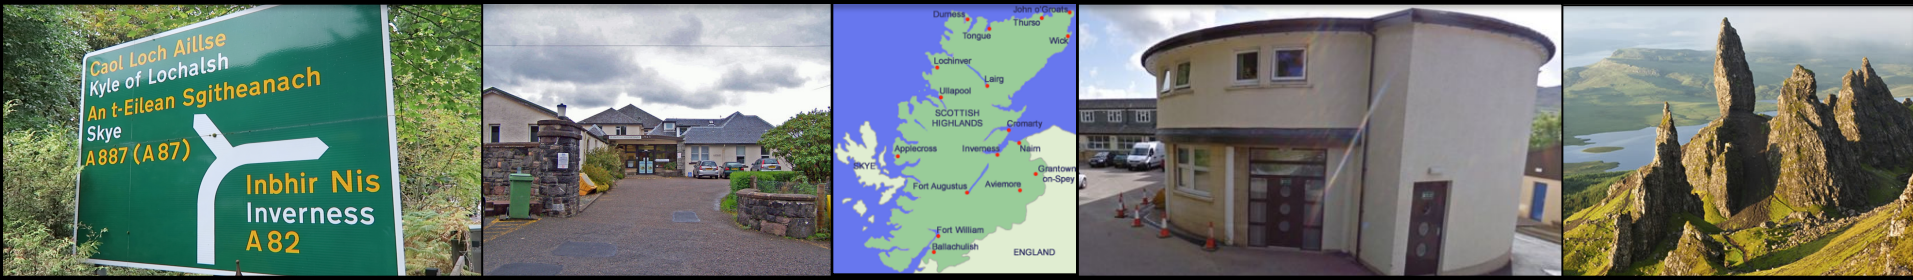 Caol Loch Aillse
Kyle of Lochalsh
An t-Eilean Sgitheanach
Skye
A887 (A87)
Inbhir Nis
Inverness
A82
Durness
John o'Groats
Thurso
Tongue
Wick
Lochinver
Lairg
Ullapool
SCOTTISH
HIGHLANDS
Cromarty
Applecross
Inverness
Nairn
SKYE
Grantown
on-Spey
Fort Augustus
Aviemore
Fort William
Ballachulish
ENGLAND